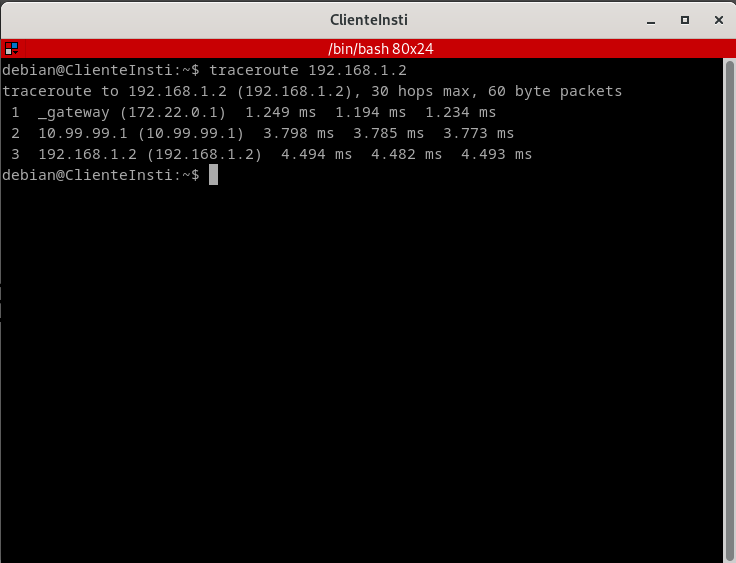 ClienteInsti
/bin/bash 80x24
debian@ClienteInsti:~$ traceroute 192.168.1.2
traceroute to 192.168.1.2 (192.168.1.2), 30 hops max, 60 byte packets
 1  _gateway (172.22.0.1)  1.249 ms  1.194 ms  1.234 ms
 2  10.99.99.1 (10.99.99.1)  3.798 ms  3.785 ms  3.773 ms
 3  192.168.1.2 (192.168.1.2)  4.494 ms  4.482 ms  4.493 ms
debian@ClienteInsti:~$